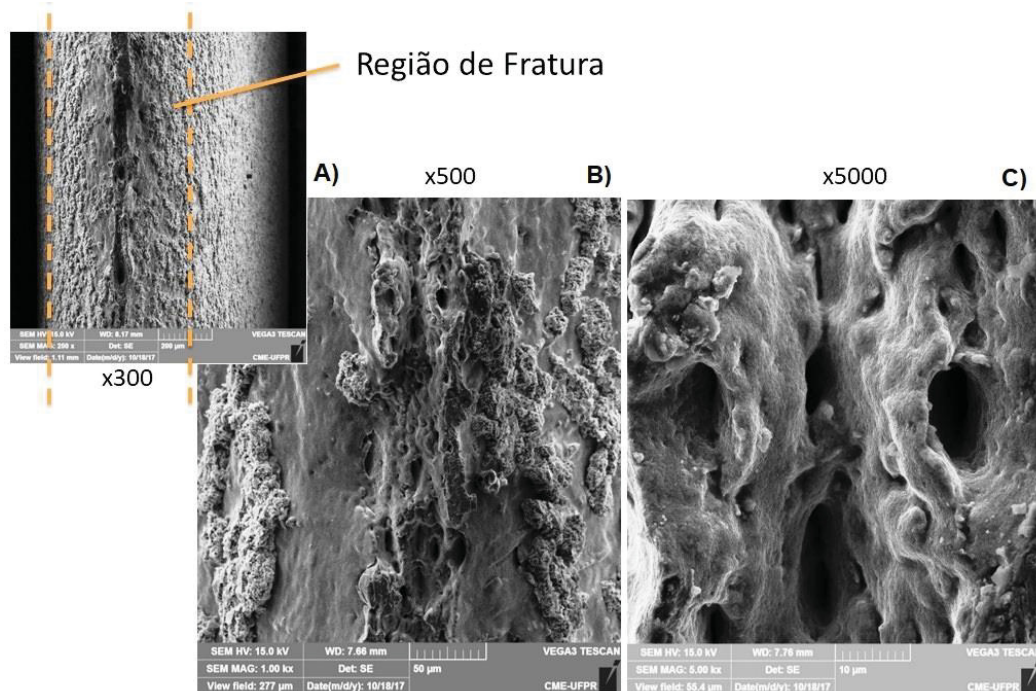 Região de Fratura
SEM HV: 15.0 kV WD: 8.17 mm VEGA3 TESCAN
SEM MAG: 200 x Det: SE 200 µm
View field: 1.11 mm Date(m/d/y): 10/18/17 CME-UFPR
x300
A) x500 B) x5000 C)
SEM HV: 15.0 kV WD: 7.66 mm VEGA3 TESCAN
SEM MAG: 1.00 kx Det: SE 50 µm
View field: 277 µm Date(m/d/y): 10/18/17 CME-UFPR
SEM HV: 15.0 kV WD: 7.76 mm VEGA3 TESCAN
SEM MAG: 5.00 kx Det: SE 10 µm
View field: 55.4 µm Date(m/d/y): 10/18/17 CME-UFPR